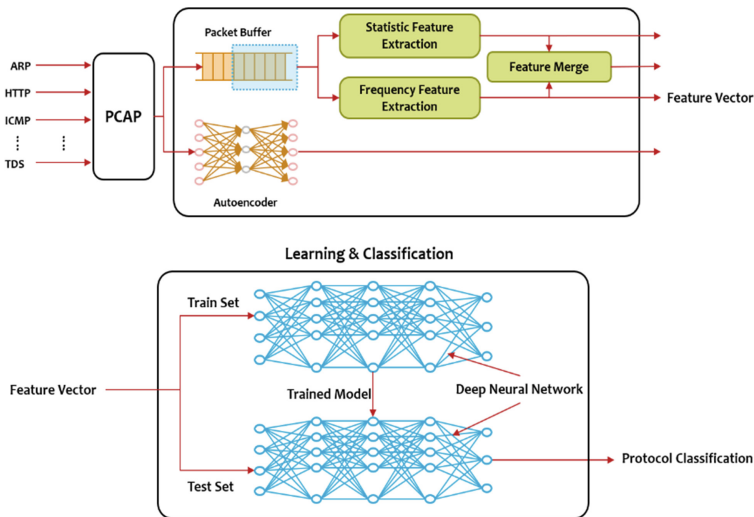 Packet Buffer
Statistic Feature
Extraction
ARP
HTTP
PCAP
ICMP
TDS
Frequency Feature
Extraction
Feature Merge
Feature Vector
Autoencoder
Learning & Classification
Train Set
Feature Vector
Trained Model
Deep Neural Network
Test Set
Protocol Classification